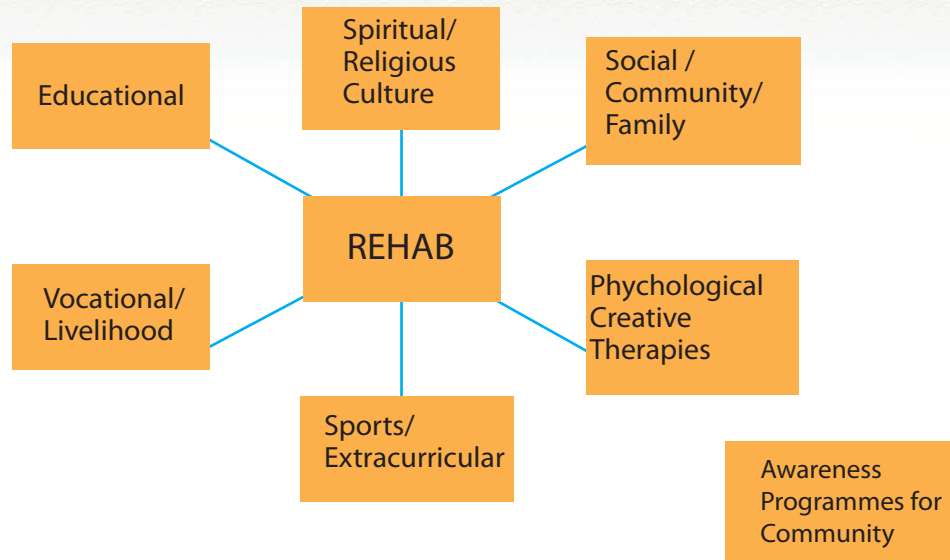 Spiritual/
Religious
Culture
Educational
Social /
Community/
Family
REHAB
Vocational/
Livelihood
Phychological
Creative
Therapies
Sports/
Extracurricular
Awareness
Programmes for
Community